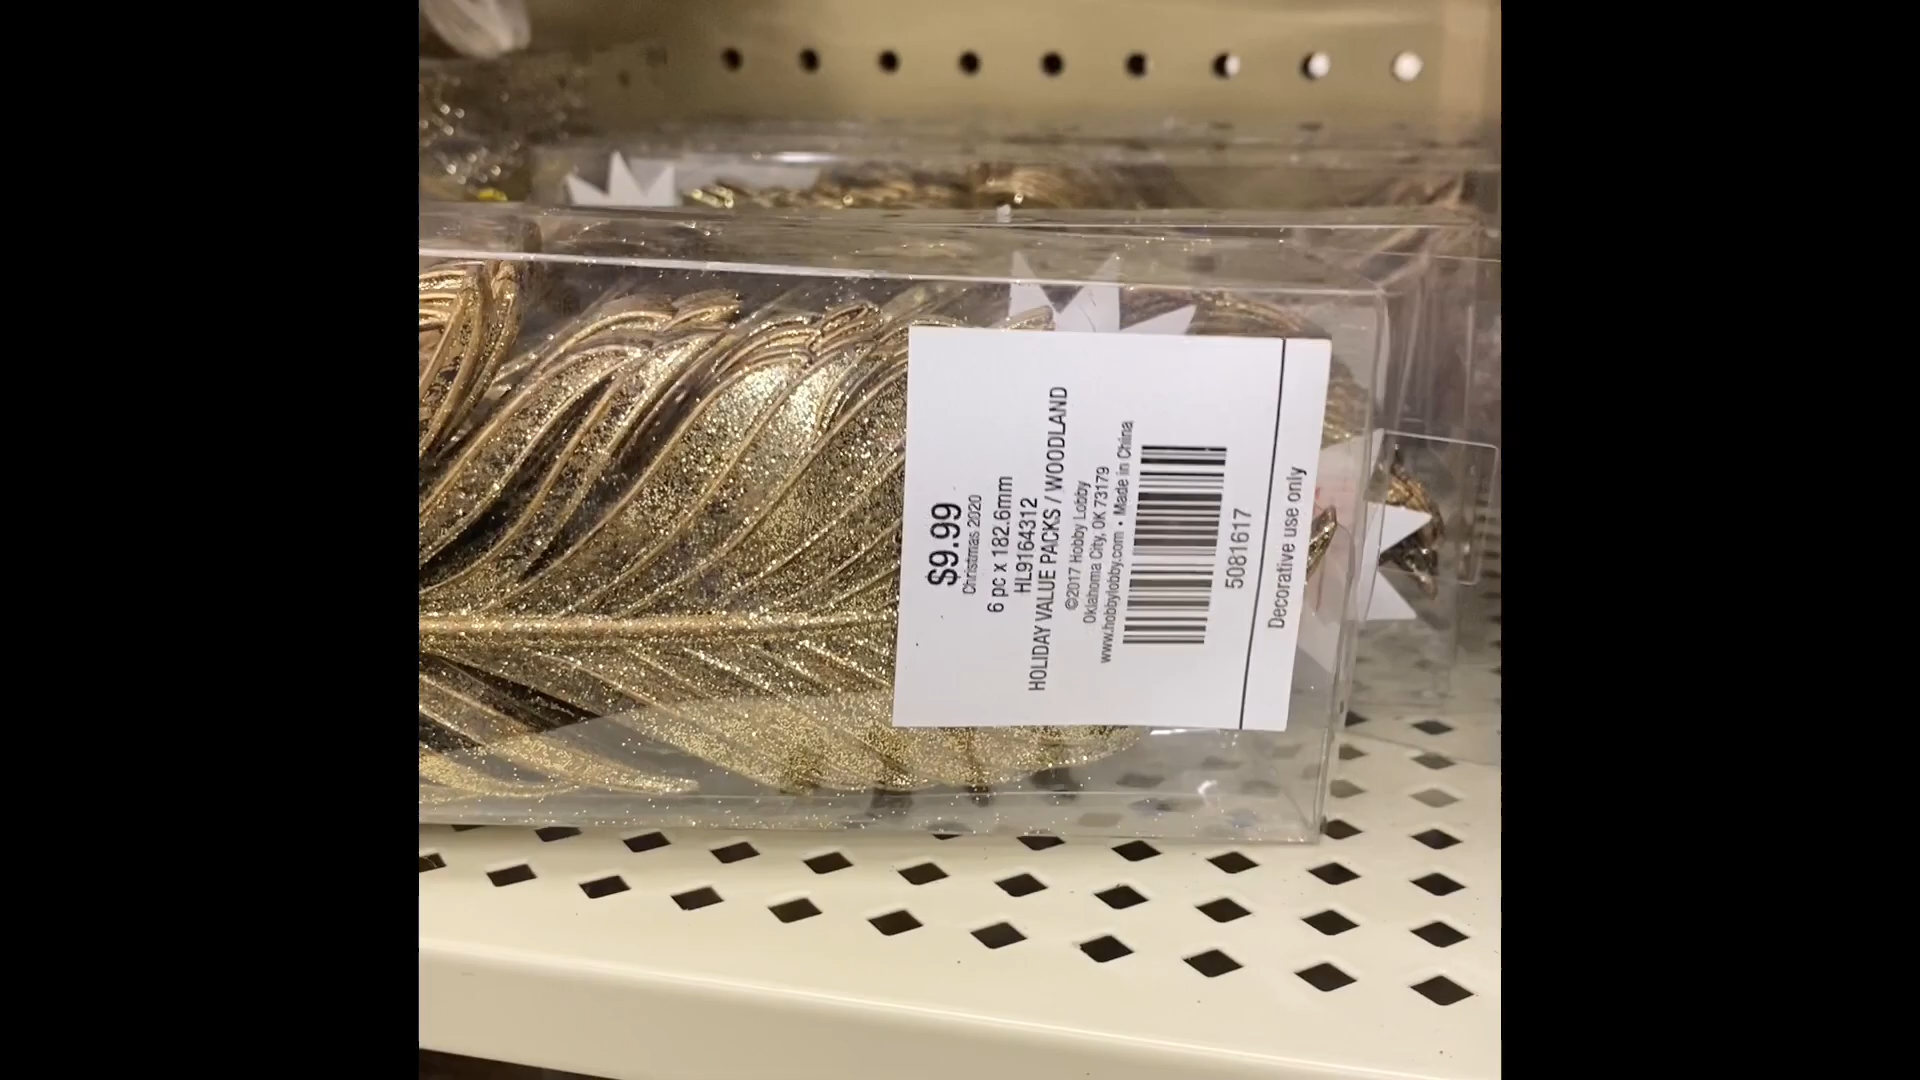 $9.99
Christmas 2020
6 pc x 182.6mm
HL9164312
HOLIDAY VALUE PACKS / WOODLAND
©2017 Hobby Lobby
Oklahoma City, OK 73179
www.hobbylobby.com • Made in China
5081617
Decorative use only